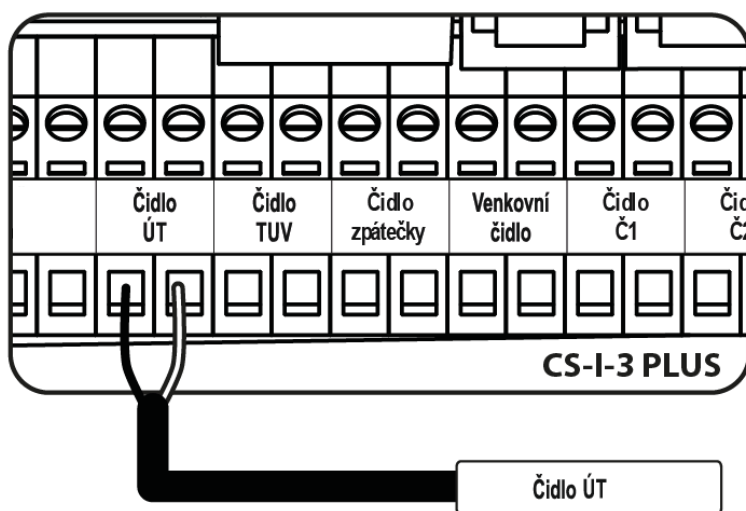 Čidlo
ÚT
Čidlo
TUV
Čidlo
zpátečky
Venkovní
čidlo
Čidlo
Č1
CS-I-3 PLUS
Čidlo ÚT